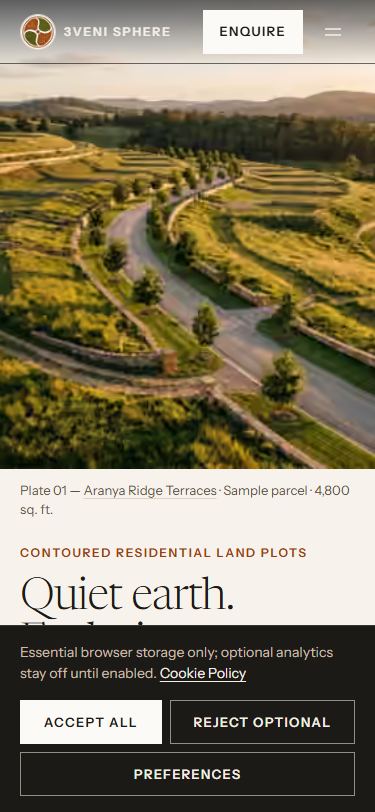 3VENI SPHERE
ENQUIRE
Plate 01 — Aranya Ridge Terraces · Sample parcel · 4,800
sq. ft.
CONTOURED RESIDENTIAL LAND PLOTS
Quiet earth.
Essential browser storage only; optional analytics
stay off until enabled. Cookie Policy
ACCEPT ALL
REJECT OPTIONAL
PREFERENCES